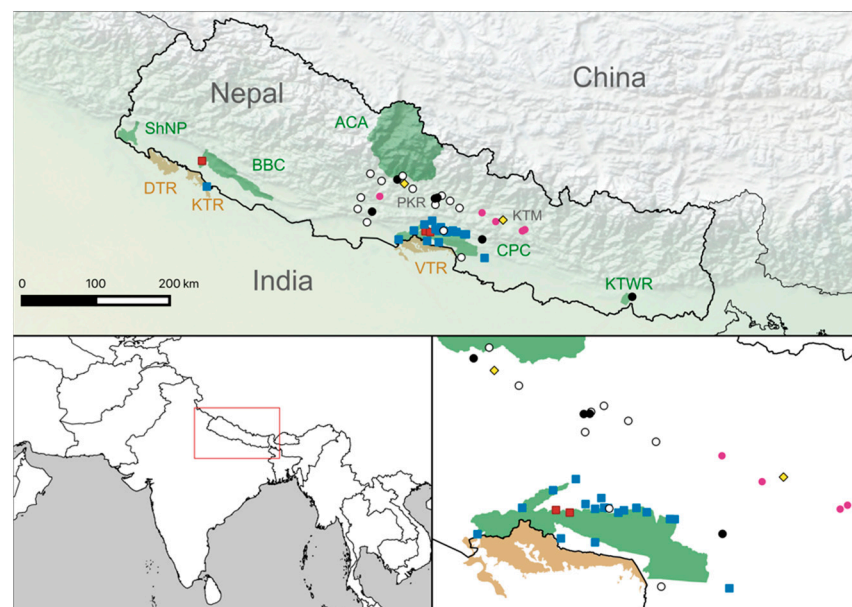 China
Nepal
ACA
ShNP
BBC
DTR
KTR
PKR
KTM
CPC
VTR
KTWR
India
0 100 200 km